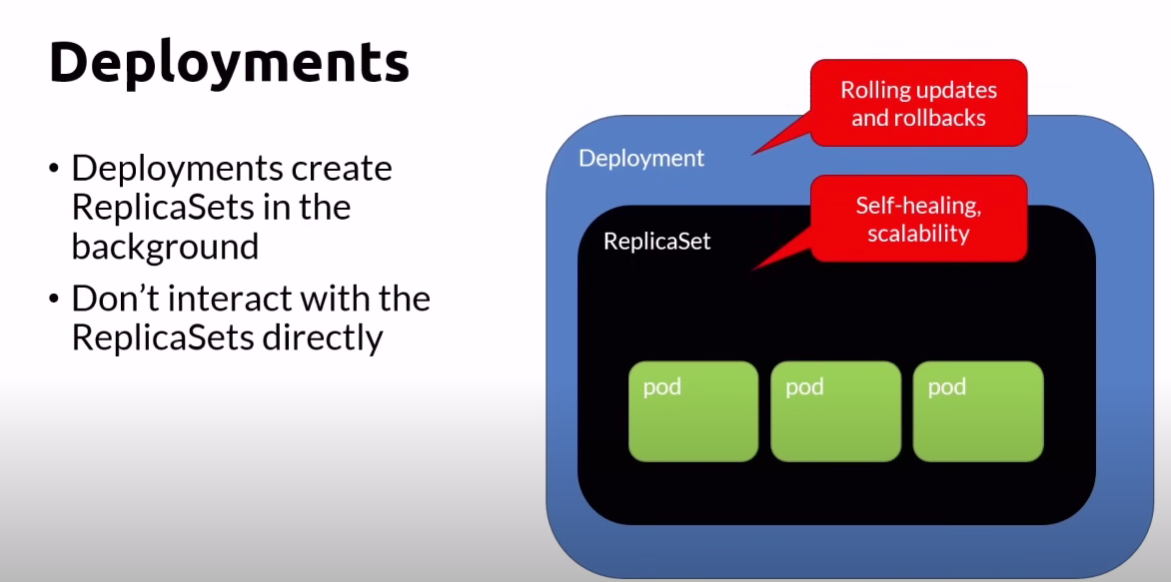 Deployments
• Deployments create
ReplicaSets in the
background
• Don’t interact with the
ReplicaSets directly
Rolling updates
and rollbacks
Deployment
Self-healing,
scalability
ReplicaSet
pod
pod
pod